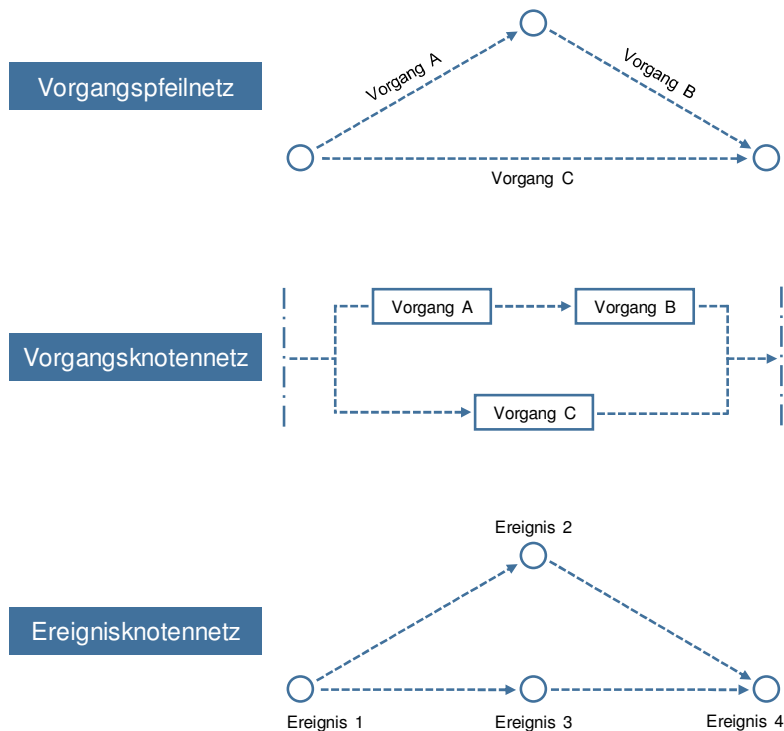 Vorgangspfeilnetz
Vorgang A
Vorgang B
Vorgang C
Vorgangsknotennetz
Vorgang A
Vorgang B
Vorgang C
Ereignisknotennetz
Ereignis 2
Ereignis 1
Ereignis 3
Ereignis 4